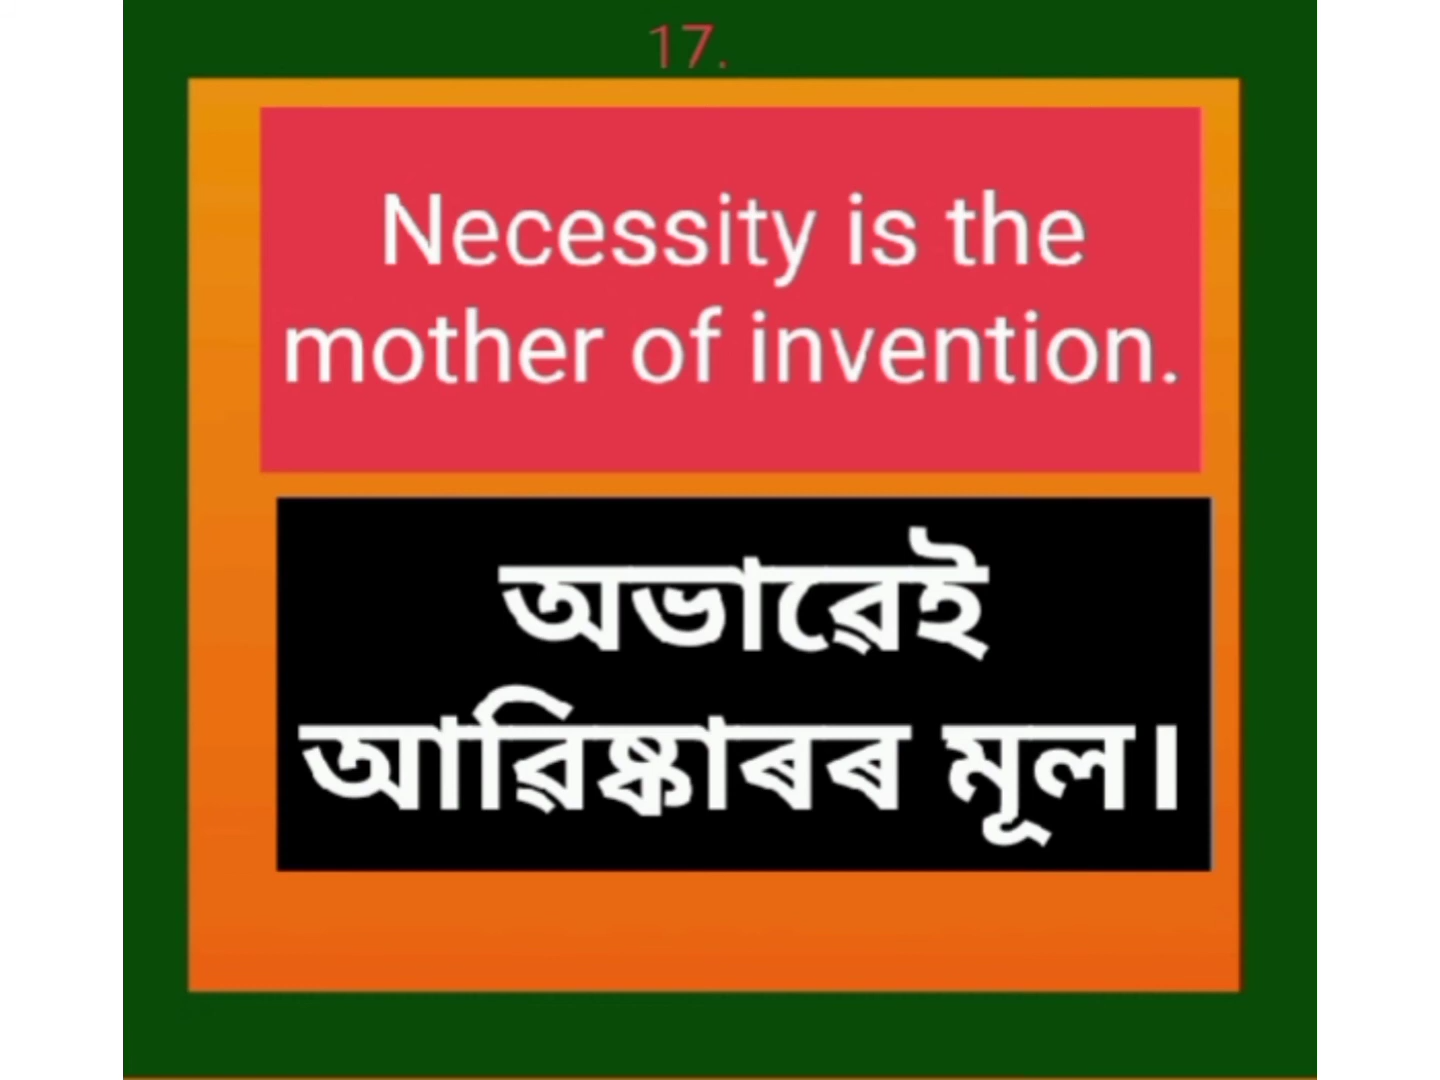 17.
Necessity is the
mother of invention.
অভাৱেই
আৱিষ্কাৰৰ মূল।